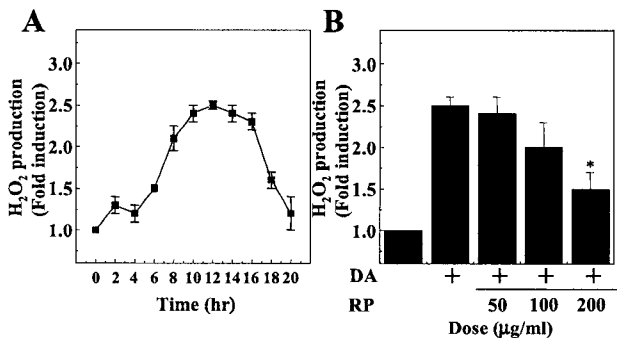 A
H₂O₂ production
(Fold induction)
3.0
2.5
2.0
1.5
1.0
0 2 4 6 8 10 12 14 16 18 20
Time (hr)
B
H₂O₂ production
(Fold induction)
3.0
2.5
2.0
1.5
1.0
*
DA + + + +
RP 50 100 200
Dose (μg/ml)